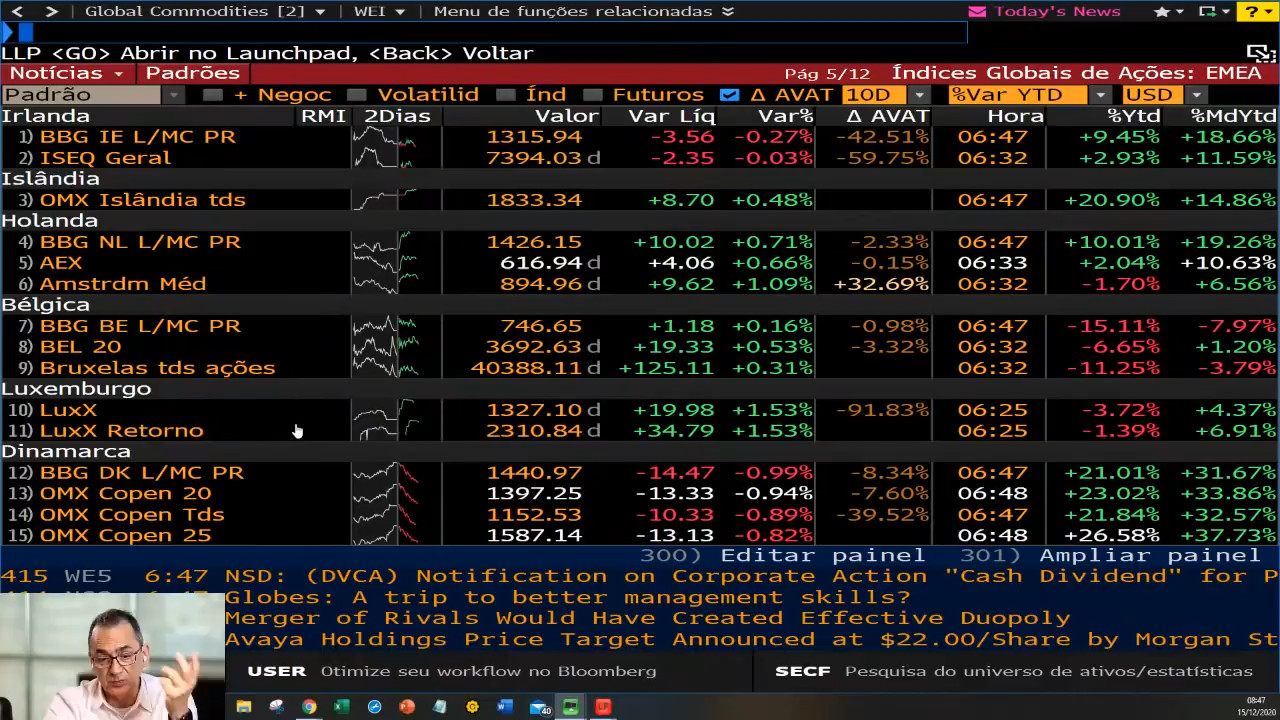 Global Commodities [2] WEI Menu de funções relacionadas Today's News ?
LLP <GO> Abrir no Launchpad, <Back> Voltar
Notícias Padrões Pág 5/12 Índices Globais de Ações: EMEA
Padrão + Negoc Volatilid Índ Futuros Δ AVAT 10D %Var YTD USD
Irlanda RMI 2Dias Valor Var Líq Var% Δ AVAT Hora %Ytd %MdYtd
1) BBG IE L/MC PR 1315.94 -3.56 -0.27% -42.51% 06:47 +9.45% +18.66%
2) ISEQ Geral 7394.03 d -2.35 -0.03% -59.75% 06:32 +2.93% +11.59%
Islândia
3) OMX Islândia tds 1833.34 +8.70 +0.48% 06:47 +20.90% +14.86%
Holanda
4) BBG NL L/MC PR 1426.15 +10.02 +0.71% -2.33% 06:47 +10.01% +19.26%
5) AEX 616.94 d +4.06 +0.66% -0.15% 06:33 +2.04% +10.63%
6) Amstrdm Méd 894.96 d +9.62 +1.09% +32.69% 06:32 -1.70% +6.56%
Bélgica
7) BBG BE L/MC PR 746.65 +1.18 +0.16% -0.98% 06:47 -15.11% -7.97%
8) BEL 20 3692.63 d +19.33 +0.53% -3.32% 06:32 -6.65% +1.20%
9) Bruxelas tds ações 40388.11 d +125.11 +0.31% 06:32 -11.25% -3.79%
Luxemburgo
10) LuxX 1327.10 d +19.98 +1.53% -91.83% 06:25 -3.72% +4.37%
11) LuxX Retorno 2310.84 d +34.79 +1.53% 06:25 -1.39% +6.91%
Dinamarca
12) BBG DK L/MC PR 1440.97 -14.47 -0.99% -8.34% 06:47 +21.01% +31.67%
13) OMX Copen 20 1397.25 -13.33 -0.94% -7.60% 06:48 +23.02% +33.86%
14) OMX Copen Tds 1152.53 -10.33 -0.89% -39.52% 06:47 +21.84% +32.57%
15) OMX Copen 25 1587.14 -13.13 -0.82% 06:48 +26.58% +37.73%
300) Editar painel 301) Ampliar painel
415 WE5 6:47 NSD: (DVCA) Notification on Corporate Action "Cash Dividend" for P
Globes: A trip to better management skills?
Merger of Rivals Would Have Created Effective Duopoly
Avaya Holdings Price Target Announced at $22.00/Share by Morgan St
USER Otimize seu workflow no Bloomberg SECF Pesquisa do universo de ativos/estatísticas
40
08:47
15/12/2020